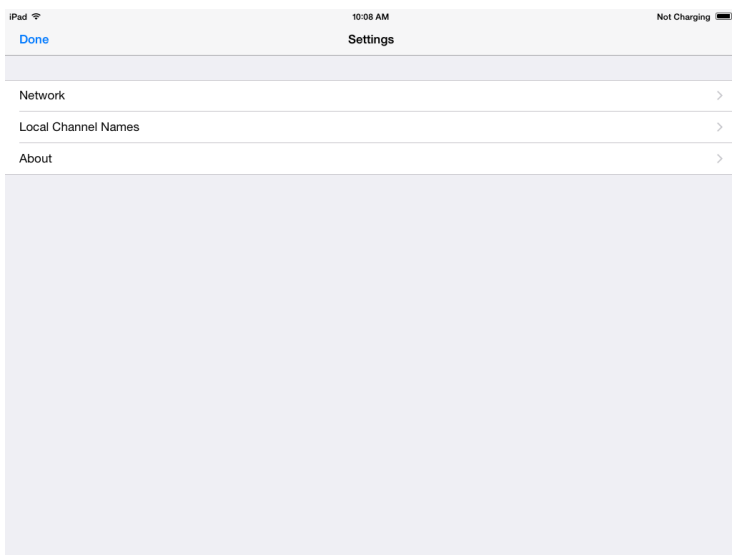 iPad 10:08 AM Not Charging
Done Settings
Network
Local Channel Names
About